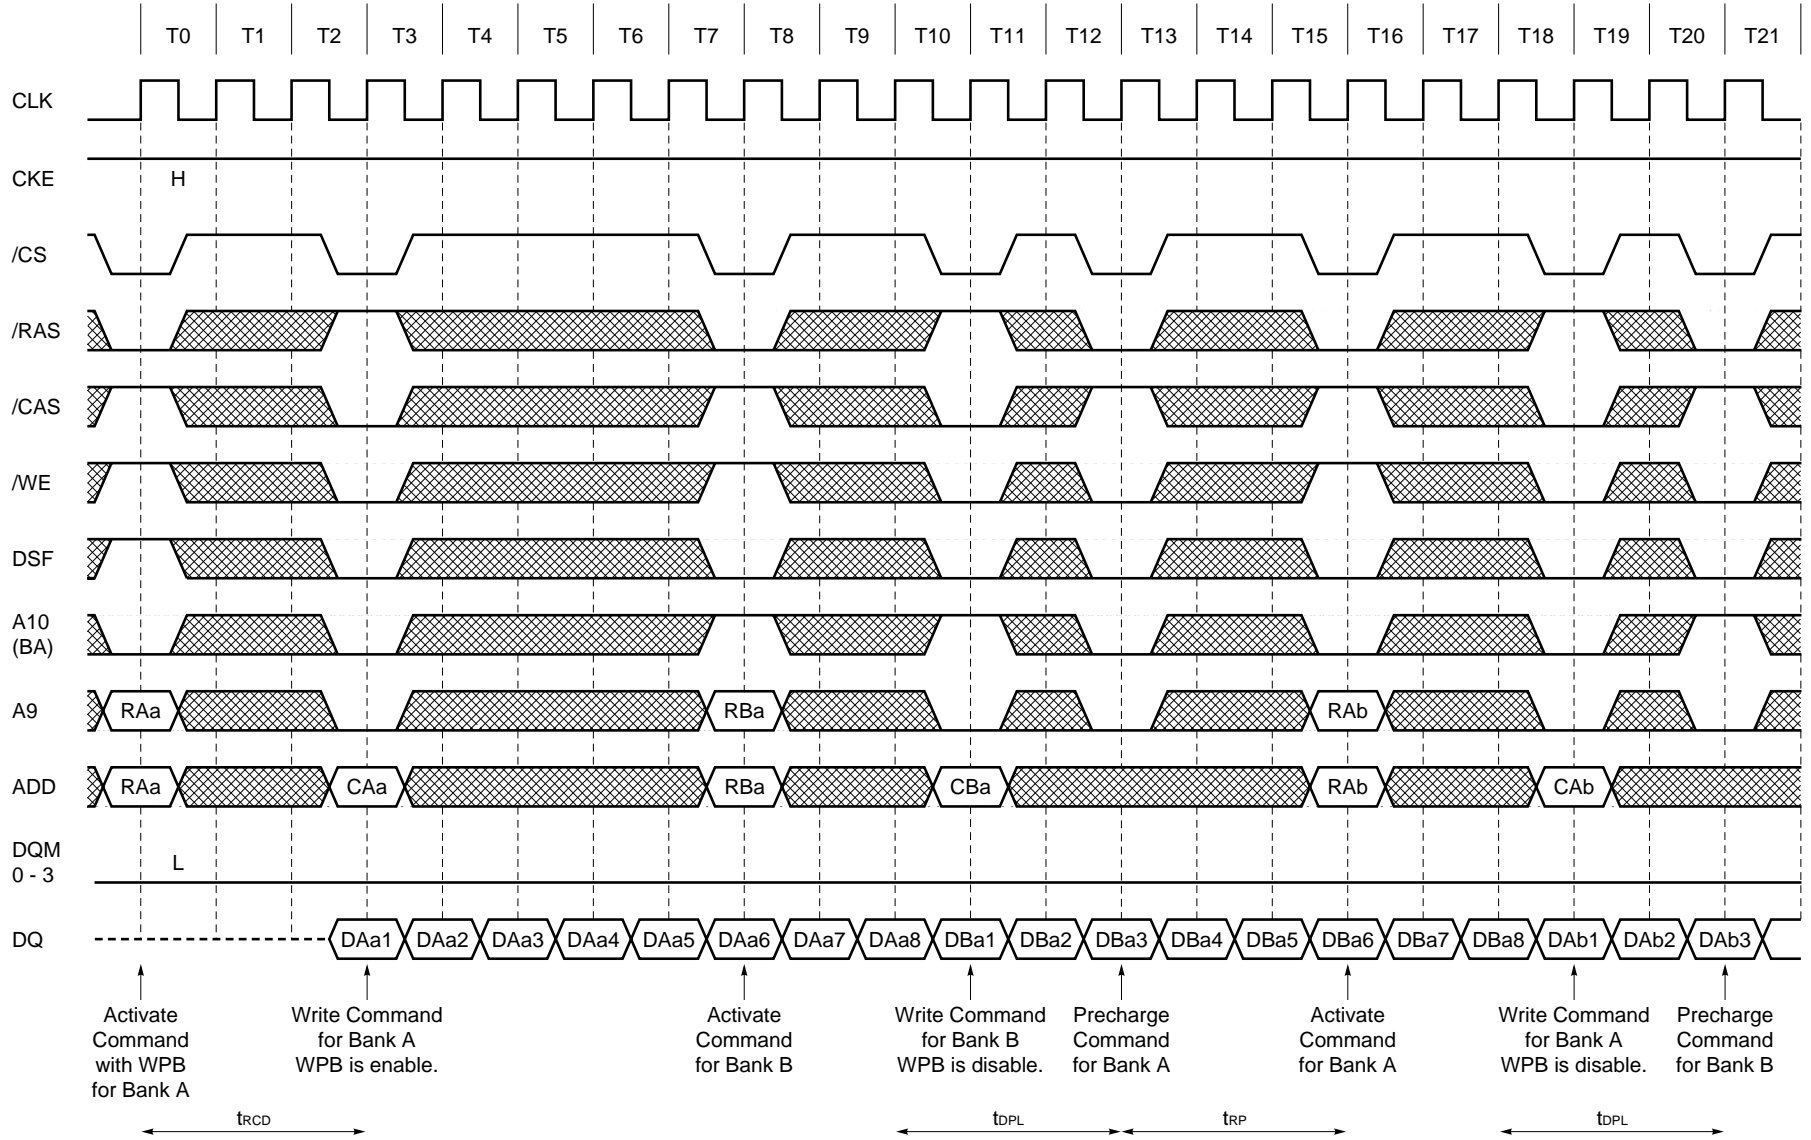 T0 T1 T2 T3 T4 T5 T6 T7 T8 T9 T10 T11 T12 T13 T14 T15 T16 T17 T18 T19 T20 T21
CLK
CKE H
/CS
/RAS
/CAS
/WE
DSF
A10
(BA)
A9 RAa RBa RAb
ADD RAa CAa RBa CBa RAb CAb
DQM
0 - 3 L
DQ DAa1 DAa2 DAa3 DAa4 DAa5 DAa6 DAa7 DAa8 DBa1 DBa2 DBa3 DBa4 DBa5 DBa6 DBa7 DBa8 DAb1 DAb2 DAb3
Activate
Command
with WPB
for Bank A
Write Command
for Bank A
WPB is enable.
Activate
Command
for Bank B
Write Command
for Bank B
WPB is disable.
Precharge
Command
for Bank A
Activate
Command
for Bank A
Write Command
for Bank A
WPB is disable.
Precharge
Command
for Bank B
tRCD tDPL tRP tDPL